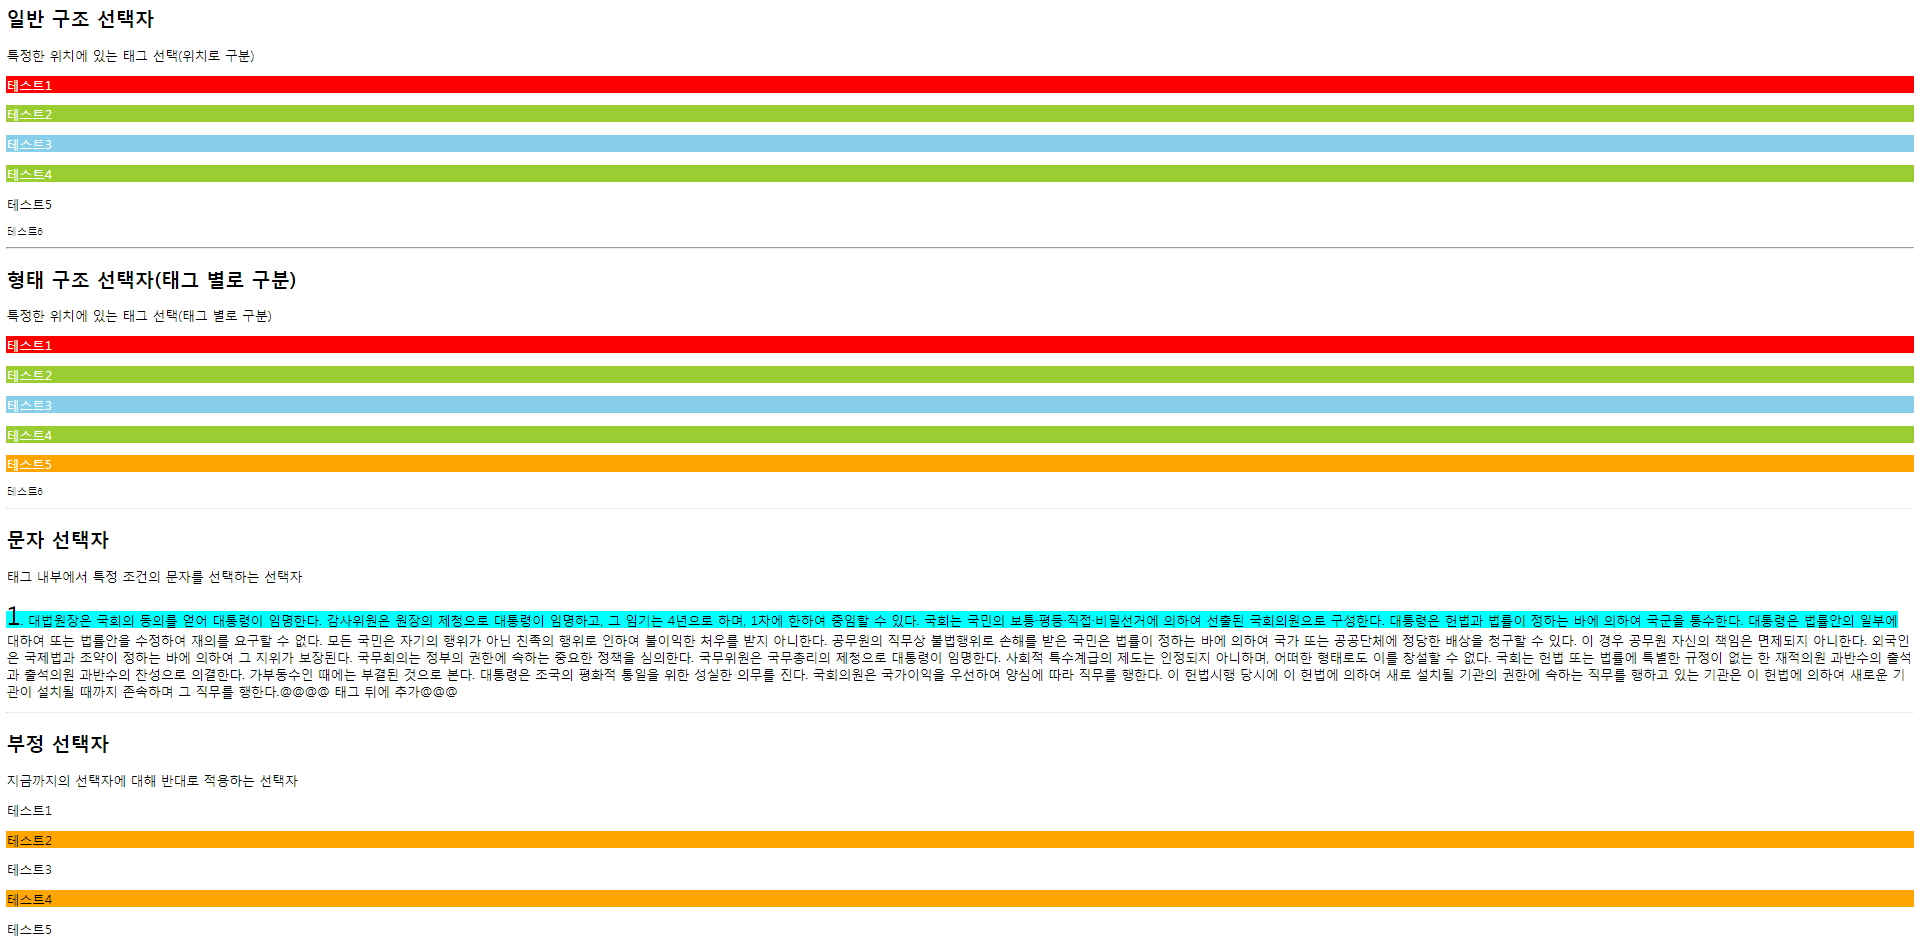 일반 구조 선택자
특정한 위치에 있는 태그 선택(위치로 구분)
테스트1
테스트2
테스트3
테스트4
테스트5
테스트6
형태 구조 선택자(태그 별로 구분)
특정한 위치에 있는 태그 선택(태그 별로 구분)
테스트1
테스트2
테스트3
테스트4
테스트5
테스트6
문자 선택자
태그 내부에서 특정 조건의 문자를 선택하는 선택자
1. 대법원장은 국회의 동의를 얻어 대통령이 임명한다. 감사위원은 원장의 제청으로 대통령이 임명하고, 그 임기는 4년으로 하며, 1차에 한하여 중임할 수 있다. 국회는 국민의 보통·평등·직접·비밀선거에 의하여 선출된 국회의원으로 구성한다. 대통령은 헌법과 법률이 정하는 바에 의하여 국군을 통수한다. 대통령은 법률안의 일부에
대하여 또는 법률안을 수정하여 재의를 요구할 수 없다. 모든 국민은 자기의 행위가 아닌 친족의 행위로 인하여 불이익한 처우를 받지 아니한다. 공무원의 직무상 불법행위로 손해를 받은 국민은 법률이 정하는 바에 의하여 국가 또는 공공단체에 정당한 배상을 청구할 수 있다. 이 경우 공무원 자신의 책임은 면제되지 아니한다. 외국인
은 국제법과 조약이 정하는 바에 의하여 그 지위가 보장된다. 국무회의는 정부의 권한에 속하는 중요한 정책을 심의한다. 국무위원은 국무총리의 제청으로 대통령이 임명한다. 사회적 특수계급의 제도는 인정되지 아니하며, 어떠한 형태로도 이를 창설할 수 없다. 국회는 헌법 또는 법률에 특별한 규정이 없는 한 재적의원 과반수의 출석
과 출석의원 과반수의 찬성으로 의결한다. 가부동수인 때에는 부결된 것으로 본다. 대통령은 조국의 평화적 통일을 위한 성실한 의무를 진다. 국회의원은 국가이익을 우선하여 양심에 따라 직무를 행한다. 이 헌법시행 당시에 이 헌법에 의하여 새로 설치될 기관의 권한에 속하는 직무를 행하고 있는 기관은 이 헌법에 의하여 새로운 기
관이 설치될 때까지 존속하며 그 직무를 행한다.@@@@ 태그 뒤에 추가@@@
부정 선택자
지금까지의 선택자에 대해 반대로 적용하는 선택자
테스트1
테스트2
테스트3
테스트4
테스트5